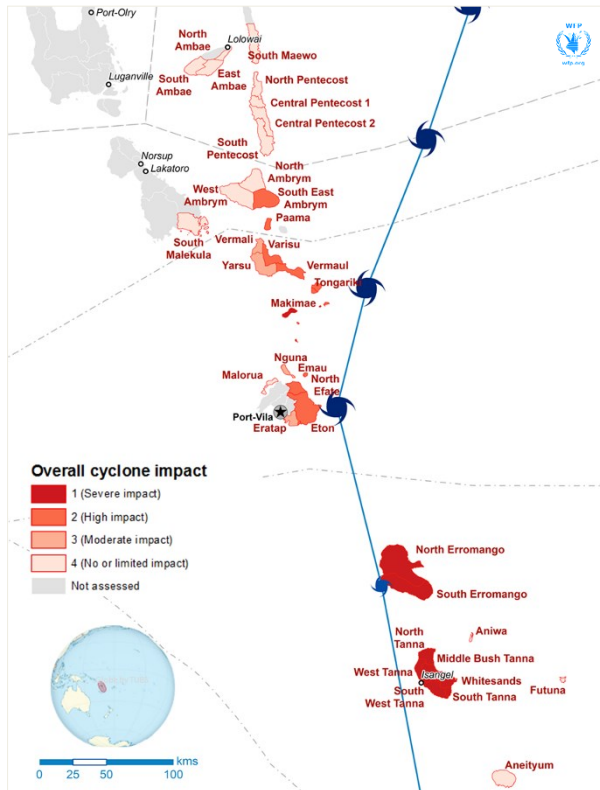 Port-Olry
WFP
wfp.org
North
Ambae
Lolowai
South Maewo
Luganville
South
Ambae
East
Ambae
North Pentecost
Central Pentecost 1
Central Pentecost 2
South
Pentecost
Norsup
Lakatoro
North
Ambrym
West
Ambrym
South East
Ambrym
Paama
South
Malekula
Vermali
Varisu
Yarsu
Vermaul
Tongariki
Makimae
Nguna
Emau
Malorua
North
Efate
Port-Vila
Eratap
Eton
Overall cyclone impact
1 (Severe impact)
2 (High impact)
3 (Moderate impact)
4 (No or limited impact)
Not assessed
North Erromango
South Erromango
North
Tanna
Aniwa
Middle Bush Tanna
West Tanna
Isangel
Whitesands
South
West Tanna
South Tanna
Futuna
Aneityum
kms
0 25 50 100